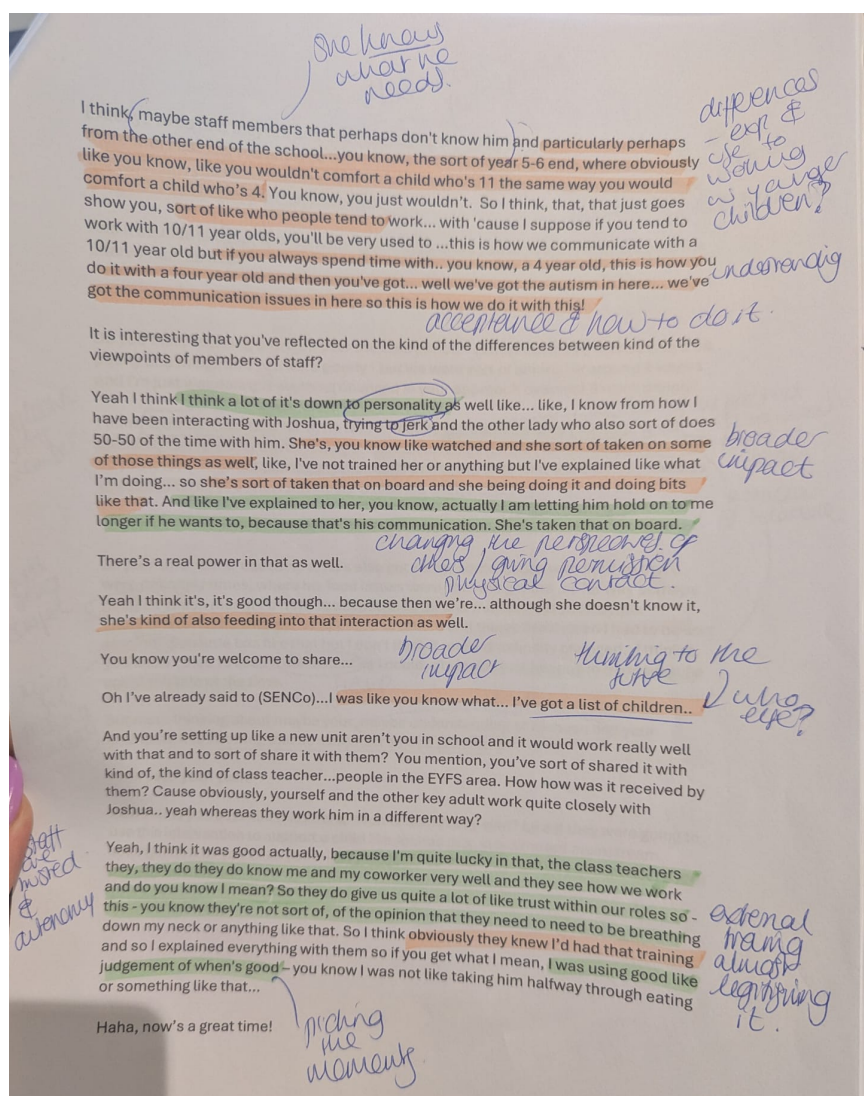 she knows
what he
needs.
I think, maybe staff members that perhaps don't know him and particularly perhaps
from the other end of the school...you know, the sort of year 5-6 end, where obviously
like you know, like you wouldn't comfort a child who's 11 the same way you would
comfort a child who's 4. You know, you just wouldn't. So I think, that, that just goes
show you, sort of like who people tend to work... with 'cause I suppose if you tend to
work with 10/11 year olds, you'll be very used to ...this is how we communicate with a
10/11 year old but if you always spend time with.. you know, a 4 year old, this is how you
do it with a four year old and then you've got... well we've got the autism in here... we've
got the communication issues in here so this is how we do it with this!
differences
- exp &
use to
working
w younger
children?
understanding
acceptance & how to do it.
It is interesting that you've reflected on the kind of the differences between kind of the
viewpoints of members of staff?
Yeah I think I think a lot of it's down to personality as well like... like, I know from how I
have been interacting with Joshua, trying to jerk and the other lady who also sort of does
50-50 of the time with him. She's, you know like watched and she sort of taken on some
of those things as well, like, I've not trained her or anything but I've explained like what
I'm doing... so she's sort of taken that on board and she being doing it and doing bits
like that. And like I've explained to her, you know, actually I am letting him hold on to me
longer if he wants to, because that's his communication. She's taken that on board.
broader
impact
changing the perspectives of
others / giving permission
physical contact.
There's a real power in that as well.
Yeah I think it's, it's good though... because then we're... although she doesn't know it,
she's kind of also feeding into that interaction as well.
You know you're welcome to share...
broader
impact
thinking to the
future
Oh I've already said to (SENCo)...I was like you know what... I've got a list of children..
who
else?
And you're setting up like a new unit aren't you in school and it would work really well
with that and to sort of share it with them? You mention, you've sort of shared it with
kind of, the kind of class teacher...people in the EYFS area. How how was it received by
them? Cause obviously, yourself and the other key adult work quite closely with
Joshua.. yeah whereas they work him in a different way?
staff
are
trusted
&
autonomy
Yeah, I think it was good actually, because I'm quite lucky in that, the class teachers
they, they do they do know me and my coworker very well and they see how we work
and do you know I mean? So they do give us quite a lot of like trust within our roles so -
this - you know they're not sort of, of the opinion that they need to need to be breathing
down my neck or anything like that. So I think obviously they knew I'd had that training
and so I explained everything with them so if you get what I mean, I was using good like
judgement of when's good – you know I was not like taking him halfway through eating
or something like that...
external
training
almost
legitimising
it.
Haha, now's a great time!
picking
the
moments.